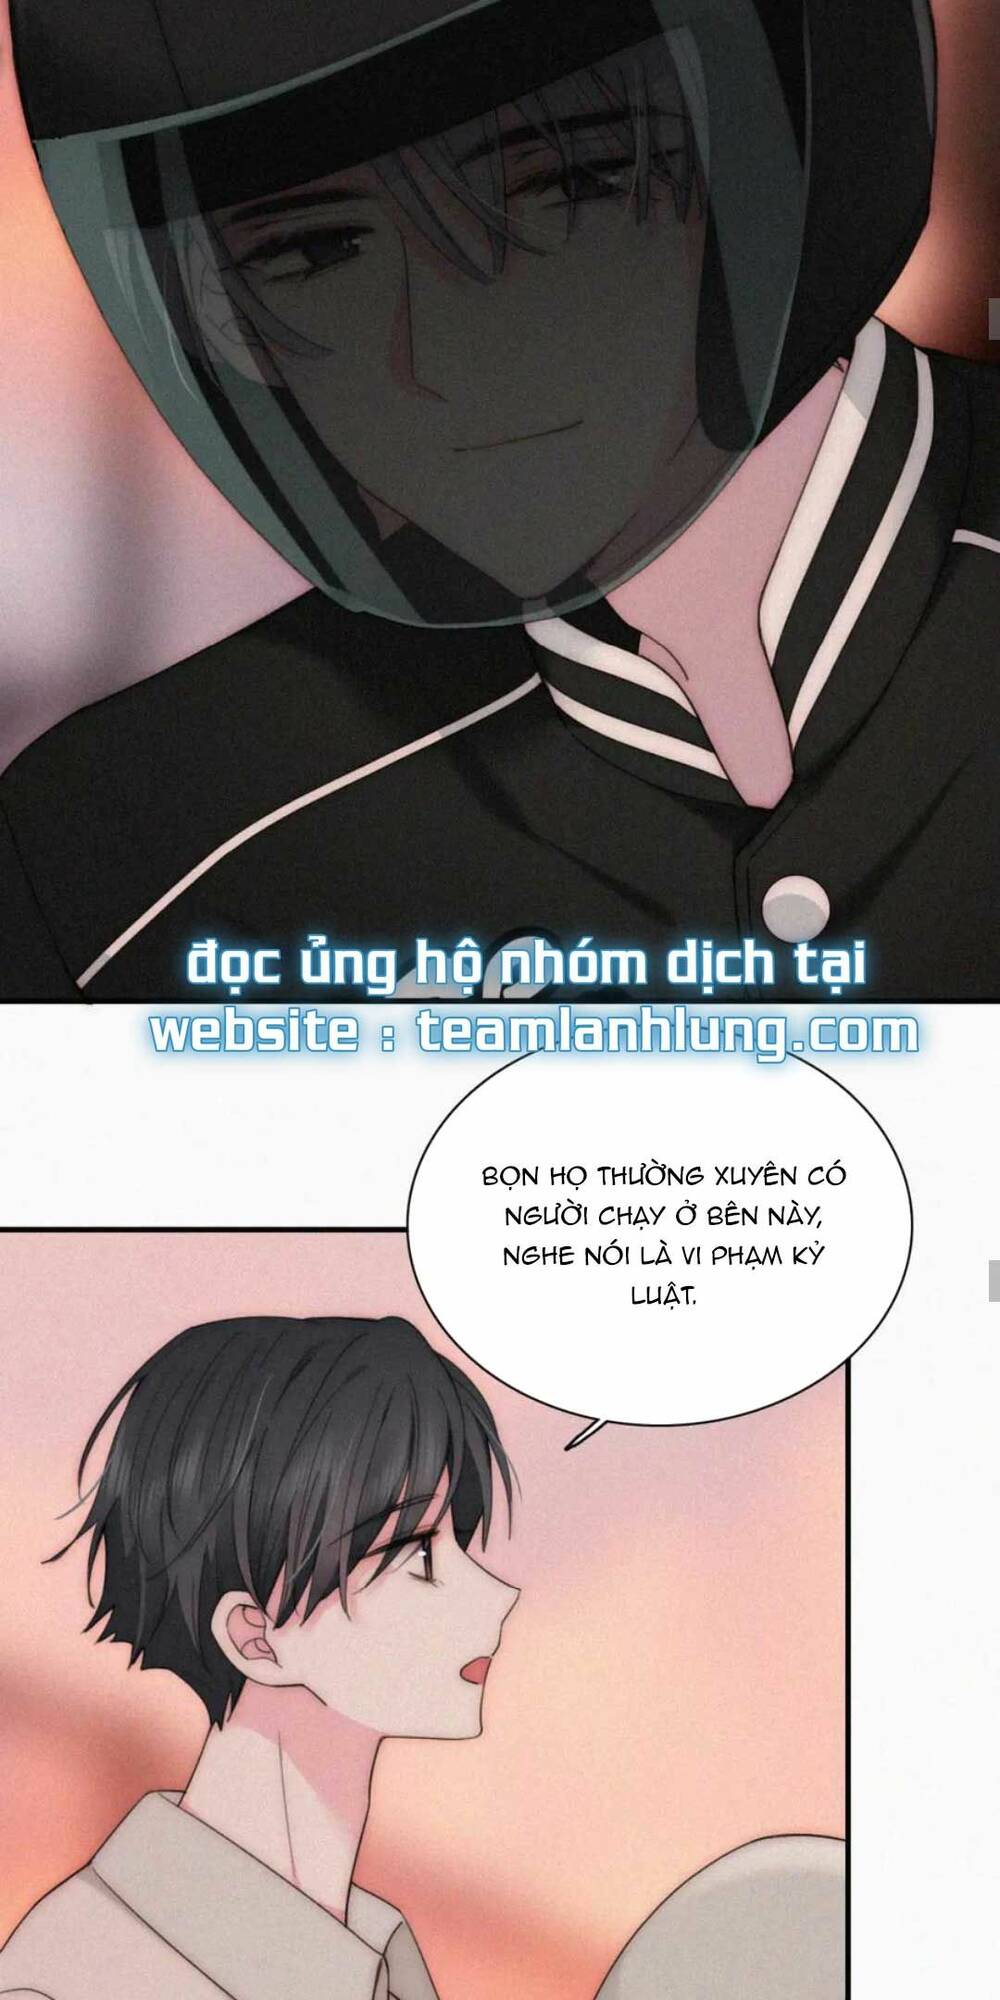 đọc ủng hộ nhóm dịch tại
website : teamlanhlung.com
BỌN HỌ THƯỜNG XUYÊN CÓ
NGƯỜI CHẠY Ở BÊN NÀY,
NGHE NÓI LÀ VI PHẠM KỶ
LUẬT.